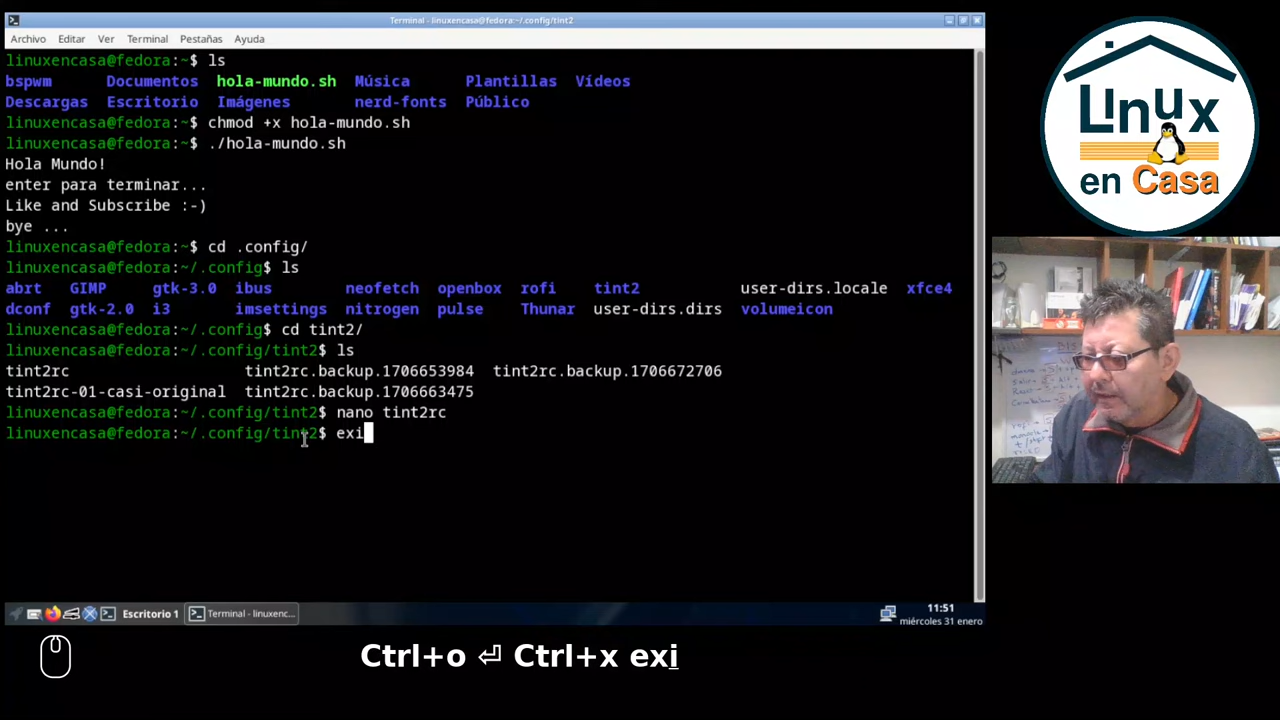 Terminal - linuxencasa@fedora:~/.config/tint2
Archivo Editar Ver Terminal Pestañas Ayuda
linuxencasa@fedora:~$ ls
bspwm Documentos hola-mundo.sh Música Plantillas Vídeos
Descargas Escritorio Imágenes nerd-fonts Público
linuxencasa@fedora:~$ chmod +x hola-mundo.sh
linuxencasa@fedora:~$ ./hola-mundo.sh
Hola Mundo!
enter para terminar...
Like and Subscribe :-)
bye ...
linuxencasa@fedora:~$ cd .config/
linuxencasa@fedora:~/.config$ ls
abrt GIMP gtk-3.0 ibus neofetch openbox rofi tint2 user-dirs.locale xfce4
dconf gtk-2.0 i3 imsettings nitrogen pulse Thunar user-dirs.dirs volumeicon
linuxencasa@fedora:~/.config$ cd tint2/
linuxencasa@fedora:~/.config/tint2$ ls
tint2rc tint2rc.backup.1706653984 tint2rc.backup.1706672706
tint2rc-01-casi-original tint2rc.backup.1706663475
linuxencasa@fedora:~/.config/tint2$ nano tint2rc
linuxencasa@fedora:~/.config/tint2$ exi
Escritorio 1 Terminal - linuxenc...
11:51
miércoles 31 enero
Ctrl+o ⏎ Ctrl+x exi
Linux
en Casa